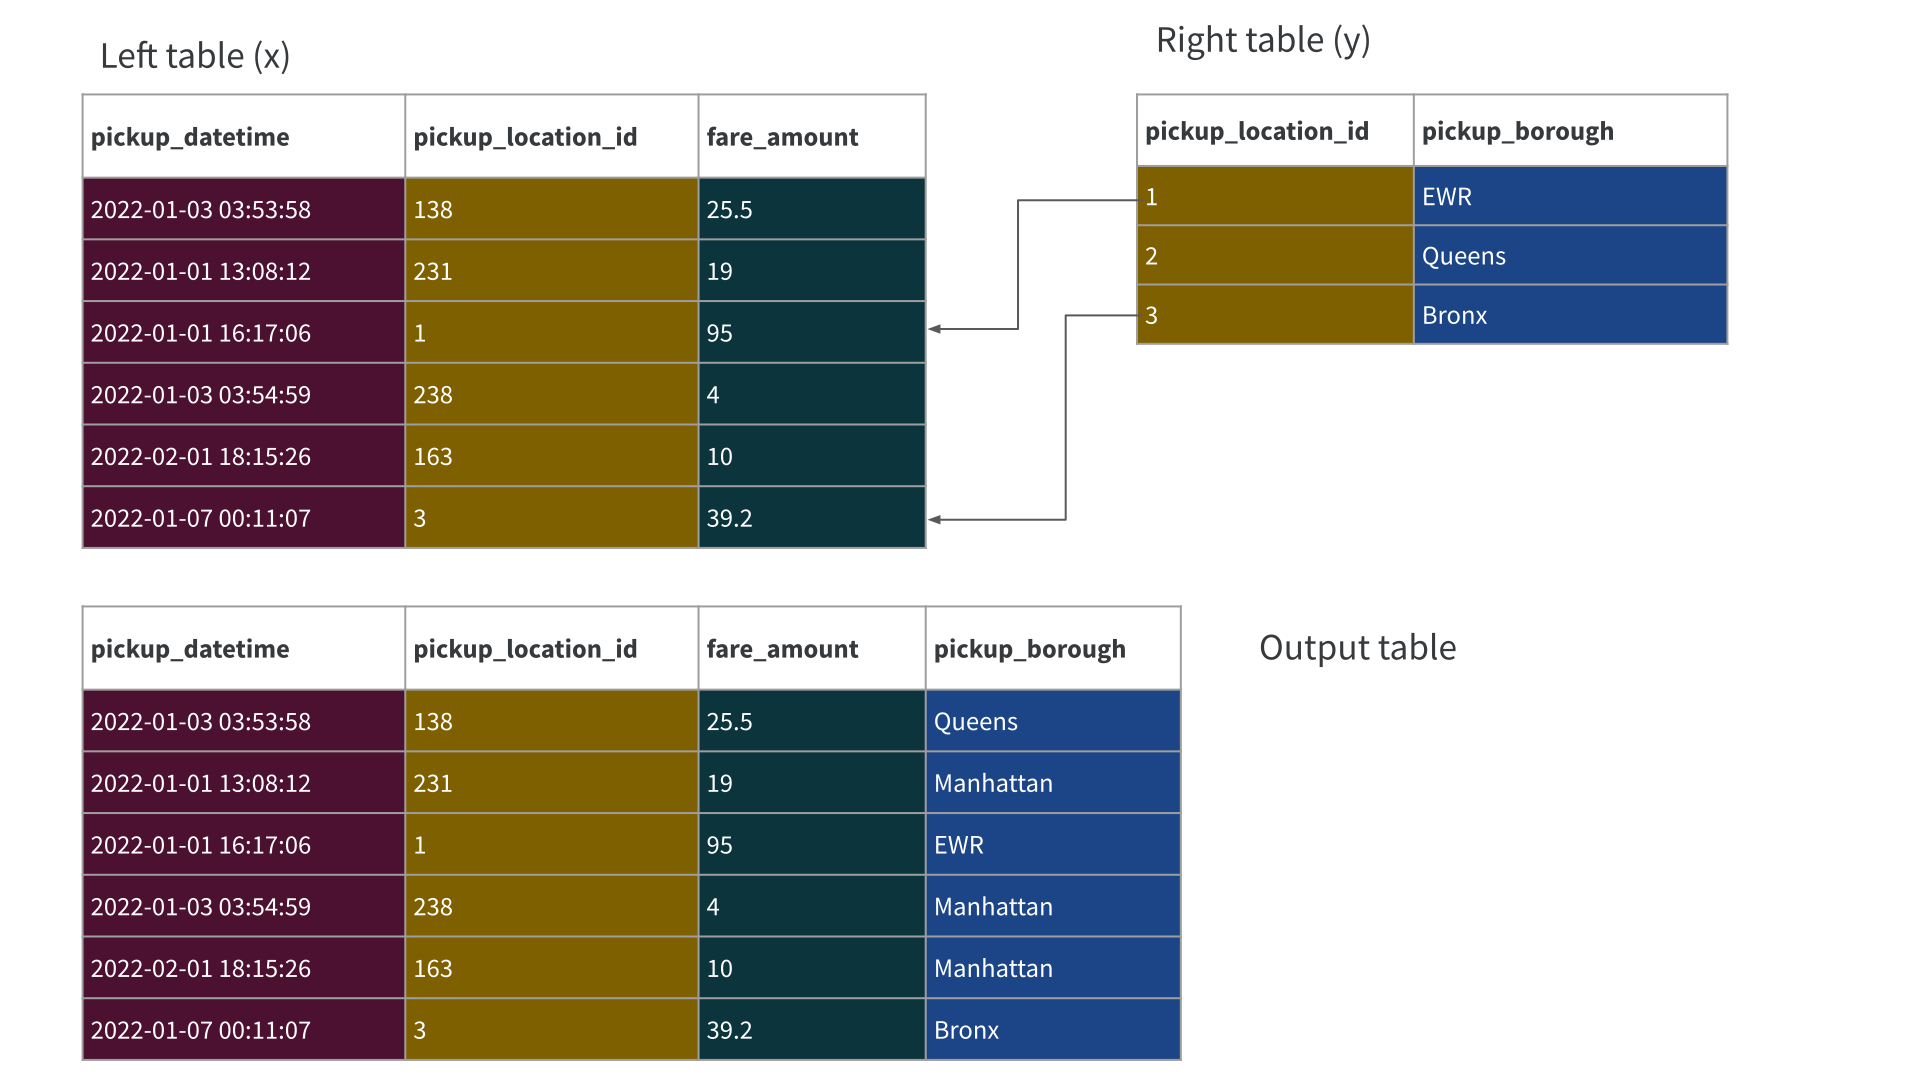 Left table (x)
Right table (y)
pickup_datetime pickup_location_id fare_amount
2022-01-03 03:53:58 138 25.5
2022-01-01 13:08:12 231 19
2022-01-01 16:17:06 1 95
2022-01-03 03:54:59 238 4
2022-02-01 18:15:26 163 10
2022-01-07 00:11:07 3 39.2
pickup_location_id pickup_borough
1 EWR
2 Queens
3 Bronx
Output table
pickup_datetime pickup_location_id fare_amount pickup_borough
2022-01-03 03:53:58 138 25.5 Queens
2022-01-01 13:08:12 231 19 Manhattan
2022-01-01 16:17:06 1 95 EWR
2022-01-03 03:54:59 238 4 Manhattan
2022-02-01 18:15:26 163 10 Manhattan
2022-01-07 00:11:07 3 39.2 Bronx